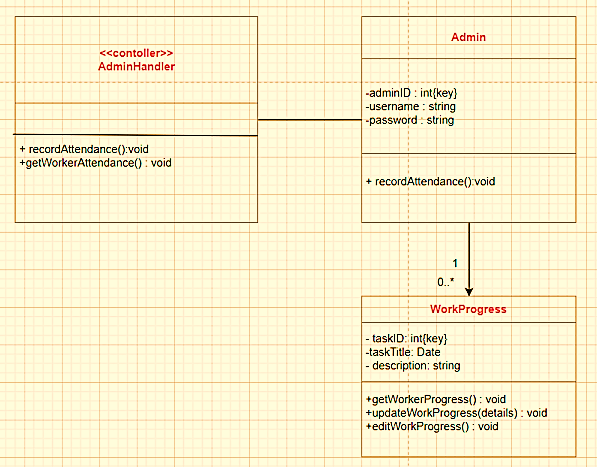 <<contoller>>
AdminHandler
+ recordAttendance():void
+getWorkerAttendance() : void
Admin
-adminID : int{key}
-username : string
-password : string
+ recordAttendance():void
1
0..*
WorkProgress
- taskID: int{key}
-taskTitle: Date
- description: string
+getWorkerProgress() : void
+updateWorkProgress(details) : void
+editWorkProgress() : void